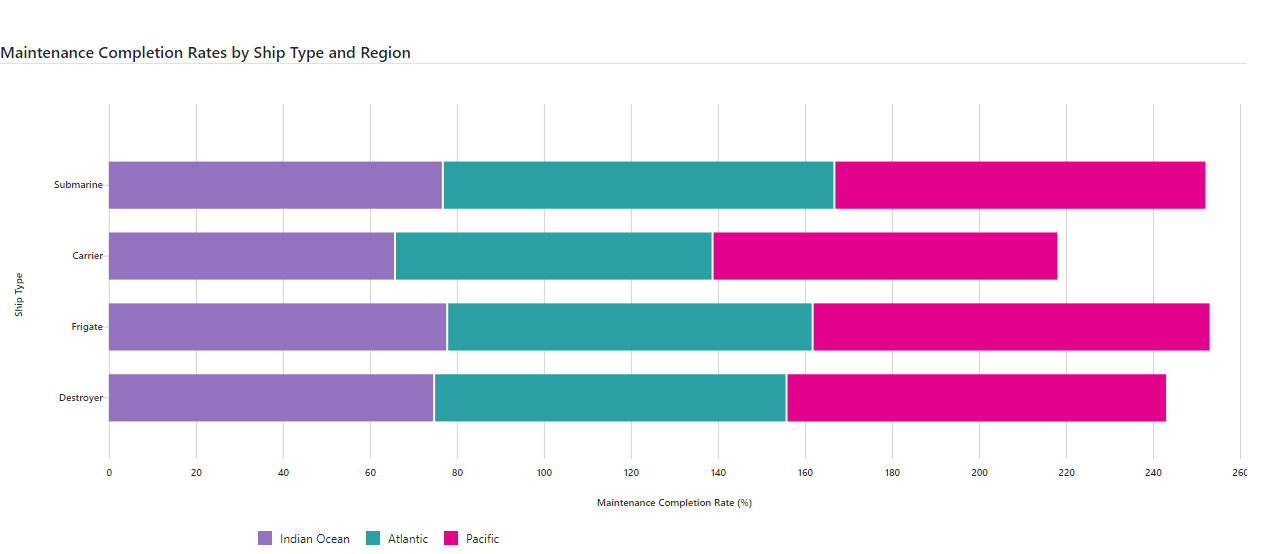 Maintenance Completion Rates by Ship Type and Region
Submarine
Carrier
Frigate
Destroyer
Ship Type
0 20 40 60 80 100 120 140 160 180 200 220 240 260
Maintenance Completion Rate (%)
Indian Ocean Atlantic Pacific